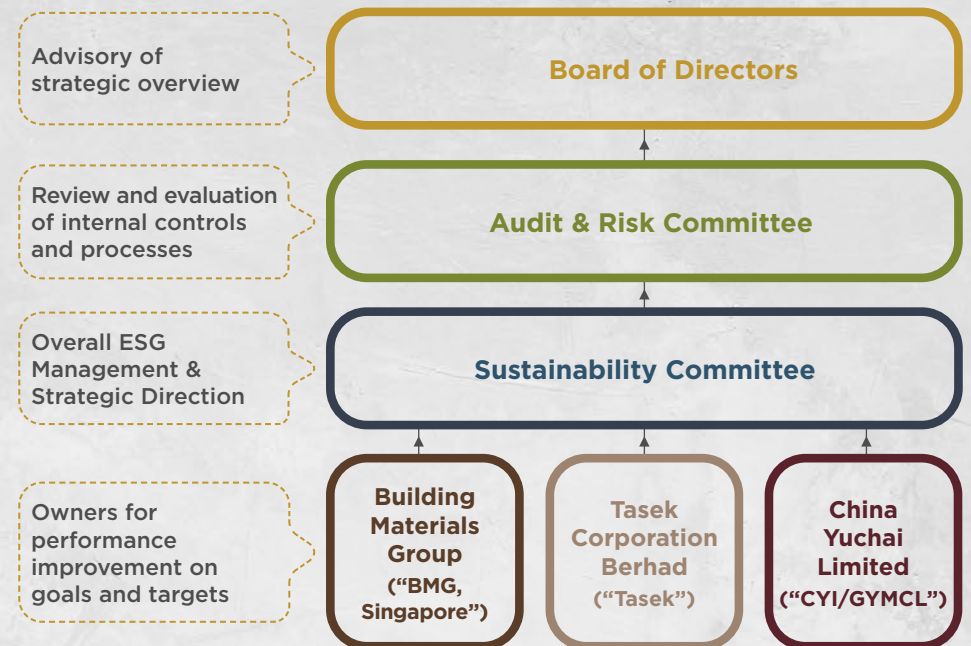 Advisory of
strategic overview
Board of Directors
Review and evaluation
of internal controls
and processes
Audit & Risk Committee
Overall ESG
Management &
Strategic Direction
Sustainability Committee
Owners for
performance
improvement on
goals and targets
Building
Materials
Group
(“BMG,
Singapore”)
Tasek
Corporation
Berhad
(“Tasek”)
China
Yuchai
Limited
(“CYI/GYMCL”)